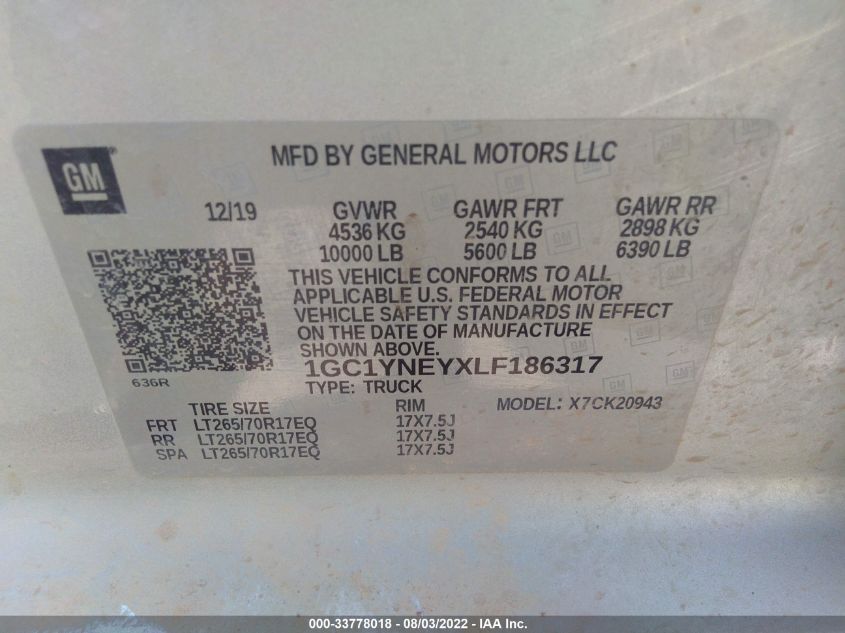 GM
MFD BY GENERAL MOTORS LLC
12/19 GVWR GAWR FRT GAWR RR
4536 KG 2540 KG 2898 KG
10000 LB 5600 LB 6390 LB
THIS VEHICLE CONFORMS TO ALL
APPLICABLE U.S. FEDERAL MOTOR
VEHICLE SAFETY STANDARDS IN EFFECT
ON THE DATE OF MANUFACTURE
SHOWN ABOVE.
1GC1YNEYXLF186317
636R
TYPE: TRUCK
TIRE SIZE RIM MODEL: X7CK20943
FRT LT265/70R17EQ 17X7.5J
RR LT265/70R17EQ 17X7.5J
SPA LT265/70R17EQ 17X7.5J
000-33778018 - 08/03/2022 - IAA Inc.